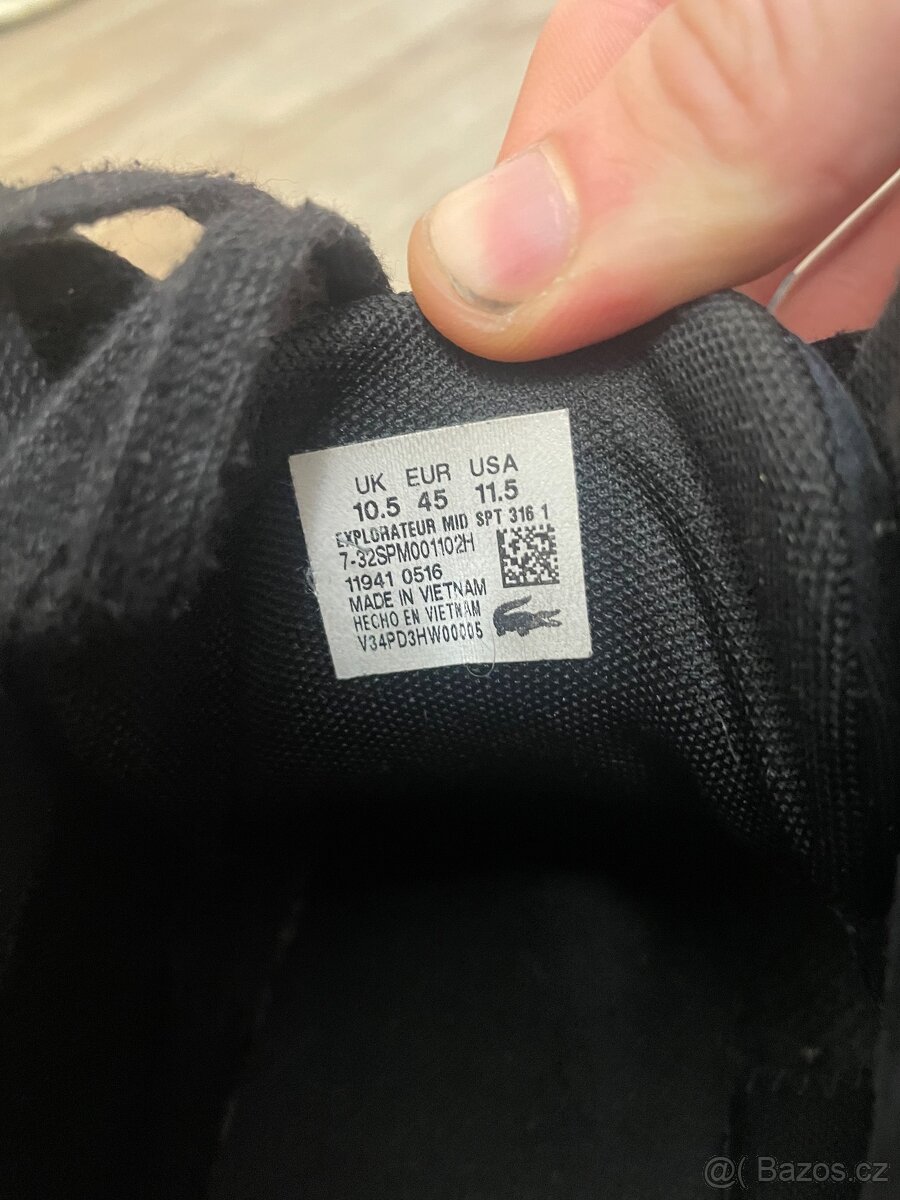 UK EUR USA
10.5 45 11.5
EXPLORATEUR MID SPT 316 1
7-32SPM001102H
11941 0516
MADE IN VIETNAM
HECHO EN VIETNAM
V34PD3HW00005
@( Bazos.cz